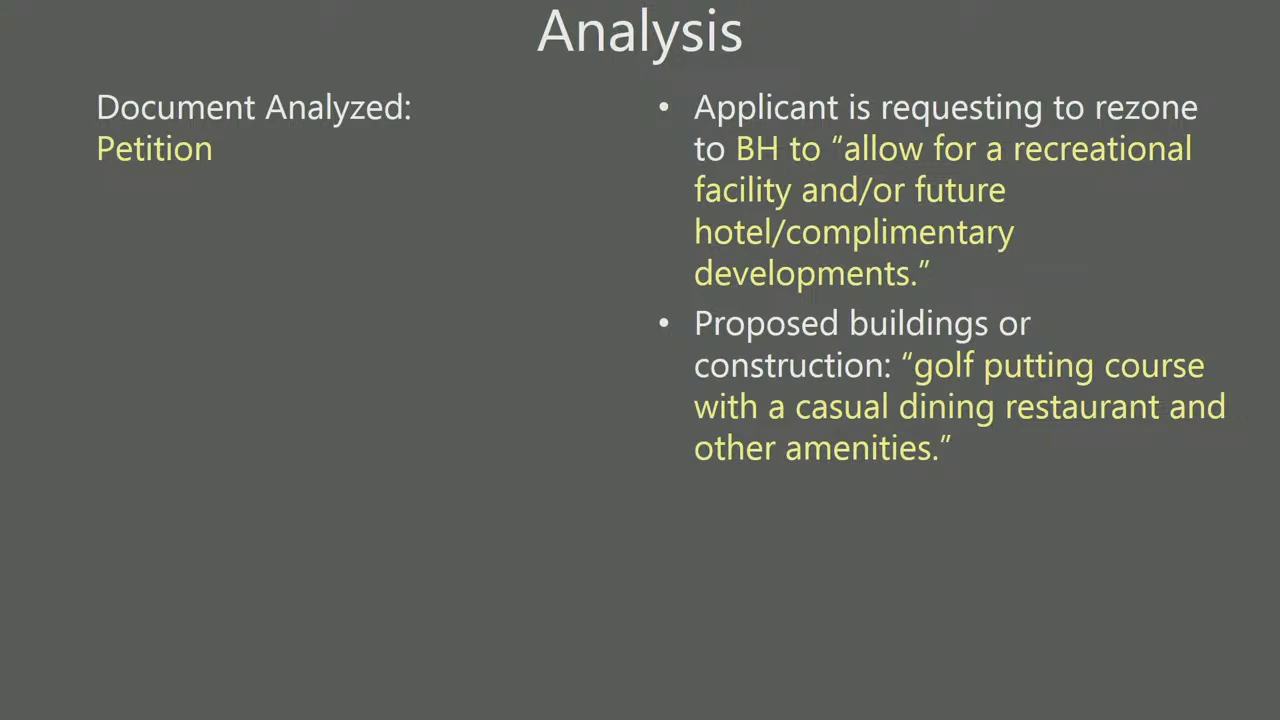 Analysis
Document Analyzed:
Petition
• Applicant is requesting to rezone
to BH to “allow for a recreational
facility and/or future
hotel/complimentary
developments.”
• Proposed buildings or
construction: “golf putting course
with a casual dining restaurant and
other amenities.”